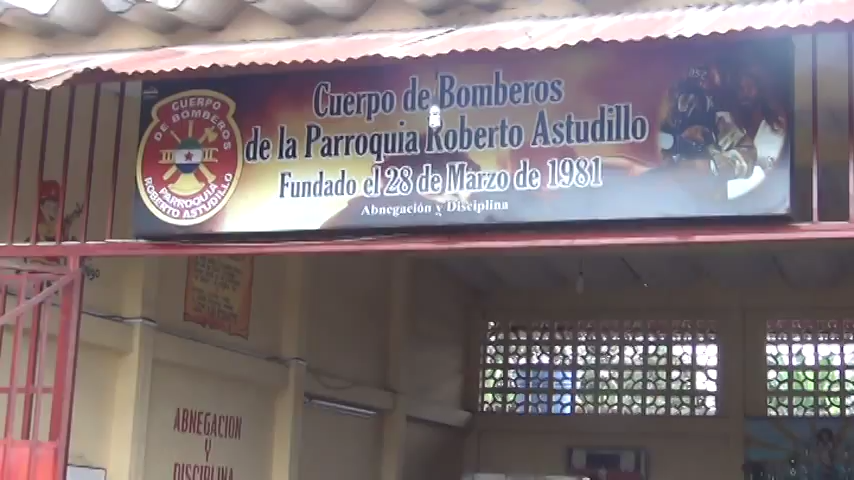 Cuerpo de Bomberos
de la Parroquia Roberto Astudillo
Fundado el 28 de Marzo de 1981
Abnegación y Disciplina
CUERPO
DE BOMBEROS
PARROQUIA
ROBERTO ASTUDILLO
ABNEGACION
Y
DISCIPLINA